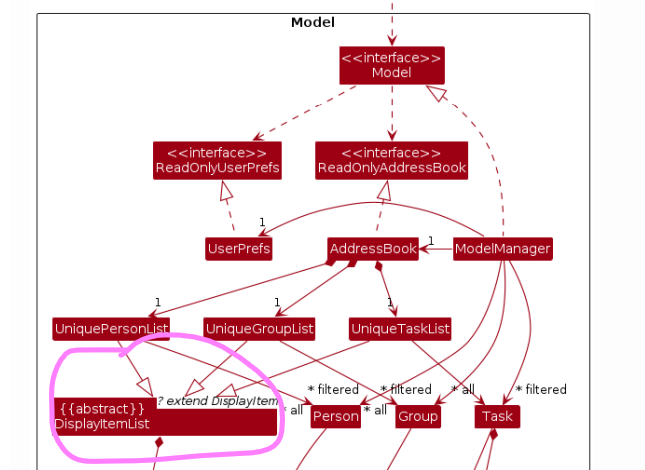 Model
<<interface>>
Model
<<interface>>
ReadOnlyUserPrefs
<<interface>>
ReadOnlyAddressBook
1
UserPrefs
AddressBook
1
ModelManager
1
1
1
UniquePersonList
UniqueGroupList
UniqueTaskList
* filtered
* filtered
* all
* filtered
{{abstract}}
DisplayItemList
? extend DisplayItem
* all
Person
* all
Group
Task